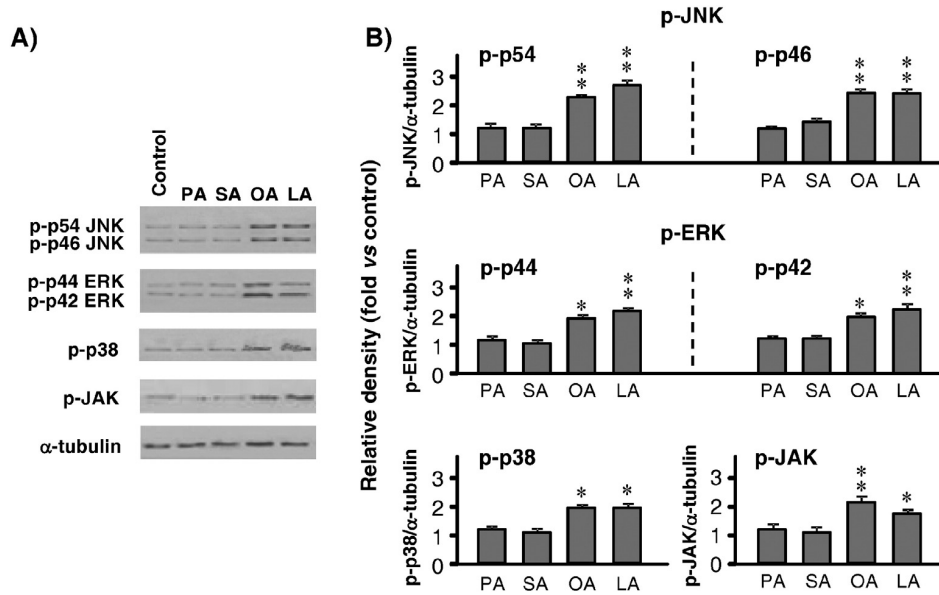 A)
Control
PA SA OA LA
p-p54 JNK
p-p46 JNK
p-p44 ERK
p-p42 ERK
p-p38
p-JAK
α-tubulin
B)
Relative density (fold vs control)
p-JNK
p-JNK/α-tubulin
p-p54
3
2
1
0
* *
* *
PA SA OA LA
p-p46
* *
* *
PA SA OA LA
p-ERK
p-ERK/α-tubulin
p-p44
3
2
1
0
*
* *
PA SA OA LA
p-p42
*
* *
PA SA OA LA
p-p38/α-tubulin
p-p38
3
2
1
0
*
*
PA SA OA LA
p-JAK/α-tubulin
p-JAK
3
2
1
0
* *
*
PA SA OA LA